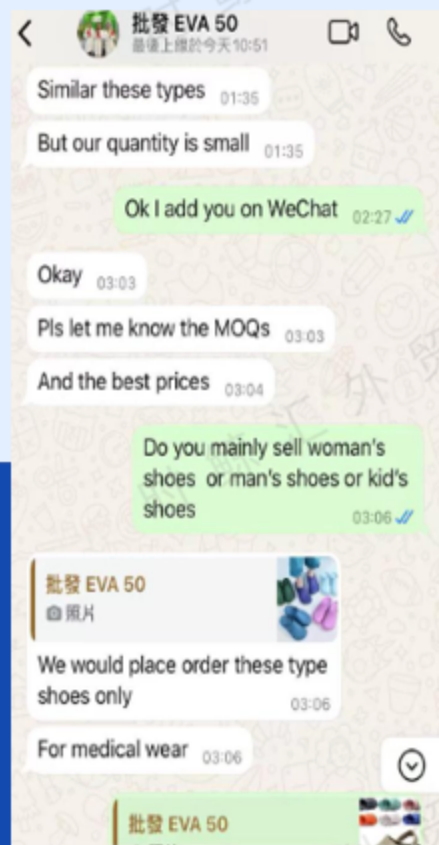 批發 EVA 50
最後上線於今天 10:51
Similar these types 01:35
But our quantity is small 01:35
Ok I add you on WeChat 02:27
Okay 03:03
Pls let me know the MOQs 03:03
And the best prices 03:04
Do you mainly sell woman's
shoes or man's shoes or kid's
shoes
03:06
批發 EVA 50
照片
We would place order these type
shoes only
03:06
For medical wear 03:06
批發 EVA 50